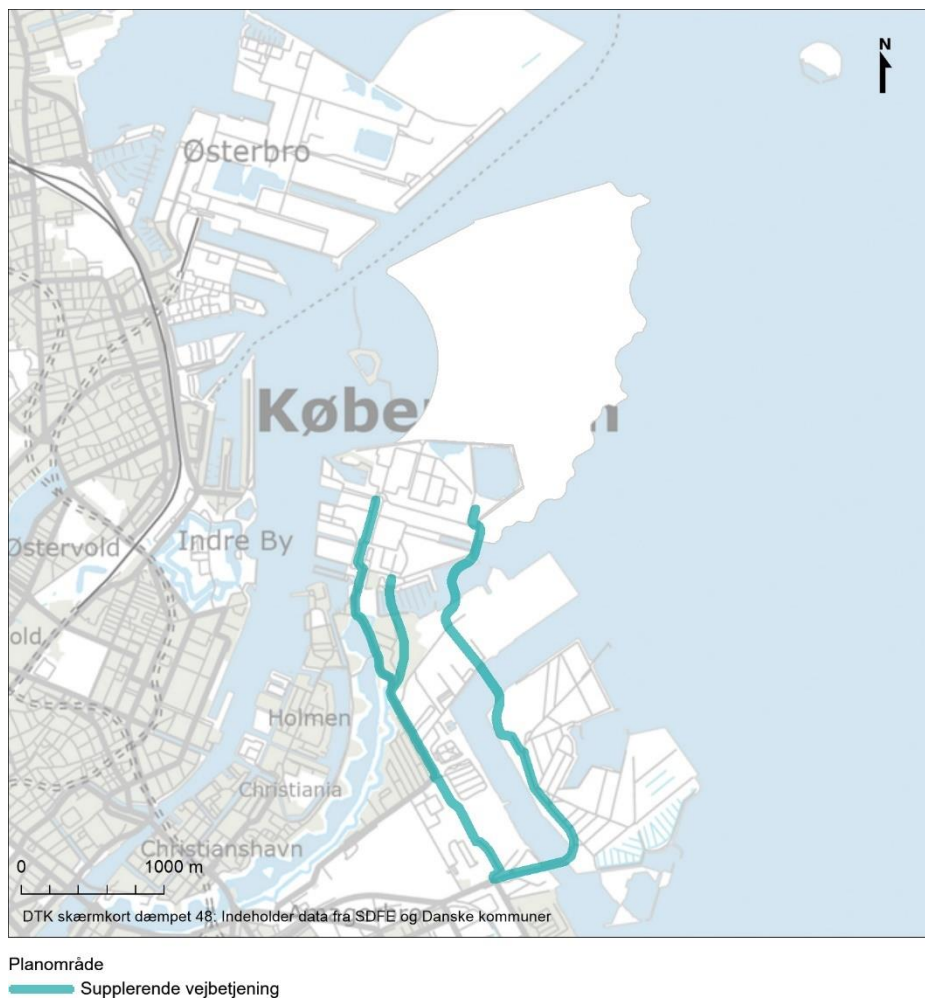 N
Østerbro
Indre By
Østervold
old
Holmen
Christiania
Christianshavn
0 1000 m
DTK skærmkort dæmpet 48: Indeholder data fra SDFE og Danske kommuner
Planområde
Supplerende vejbetjening